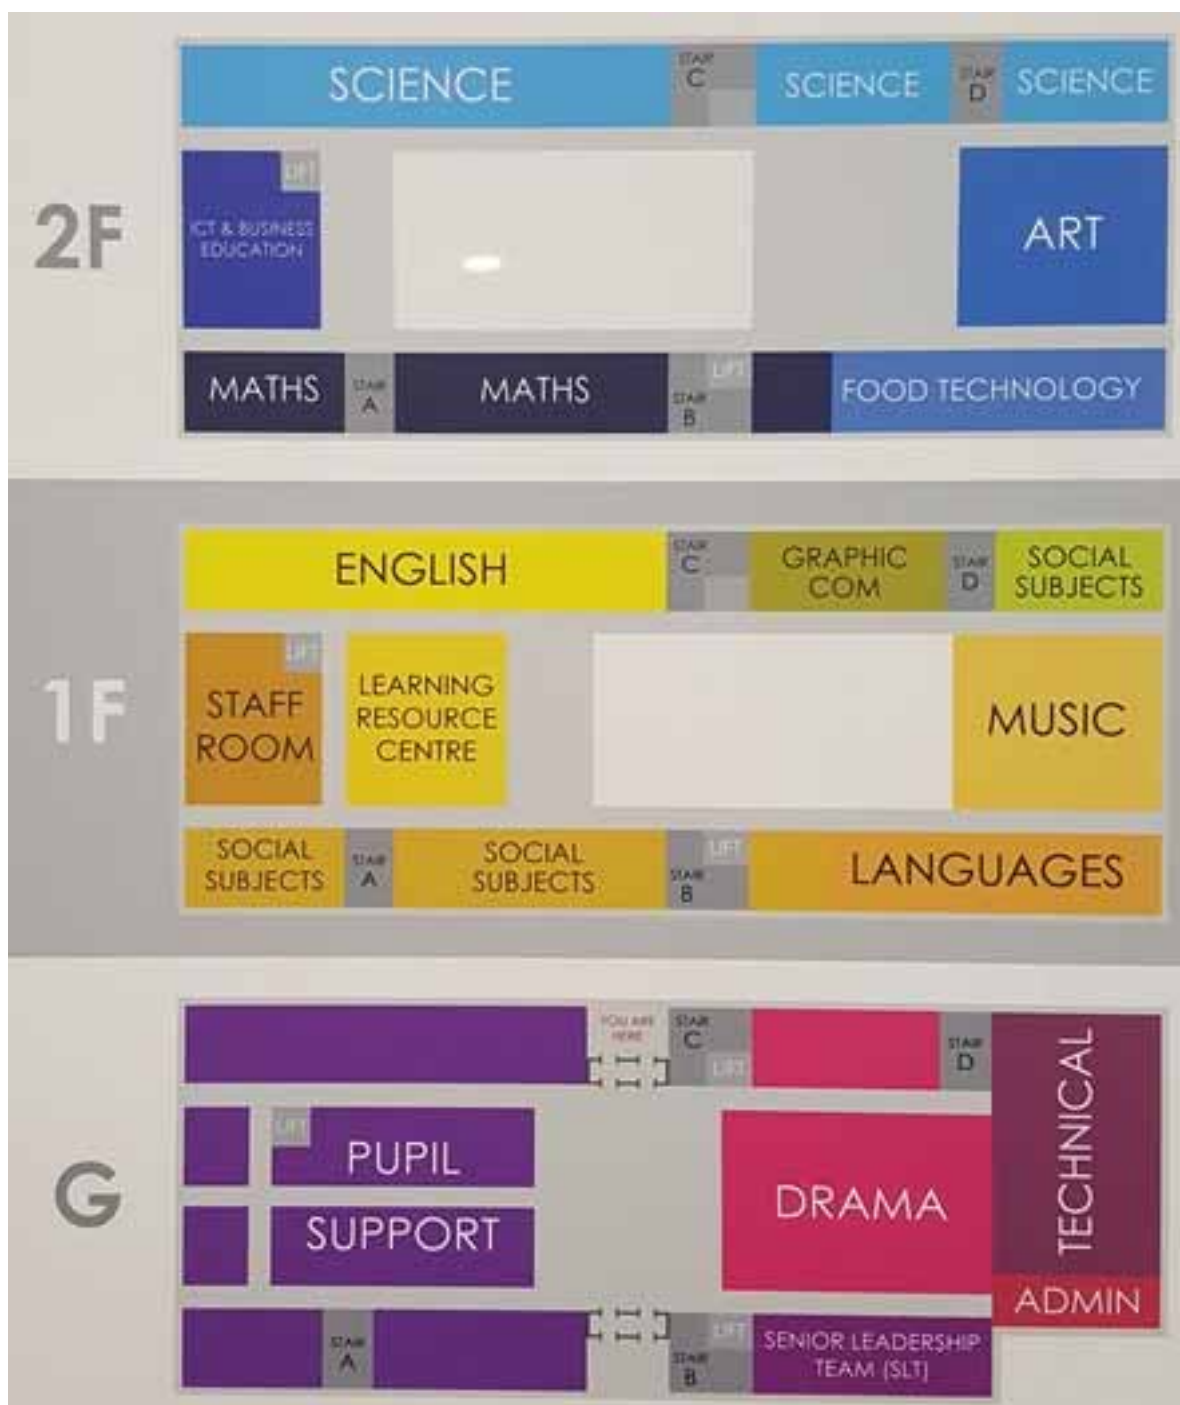 SCIENCE
STAIR
C
SCIENCE
STAIR
D
SCIENCE
2F
LIFT
ICT & BUSINESS
EDUCATION
ART
MATHS
STAIR
A
MATHS
LIFT
STAIR
B
FOOD TECHNOLOGY
ENGLISH
STAIR
C
GRAPHIC
COM
STAIR
D
SOCIAL
SUBJECTS
1F
LIFT
STAFF
ROOM
LEARNING
RESOURCE
CENTRE
MUSIC
SOCIAL
SUBJECTS
STAIR
A
SOCIAL
SUBJECTS
LIFT
STAIR
B
LANGUAGES
YOU ARE
HERE
STAIR
C
LIFT
STAIR
D
TECHNICAL
G
LIFT
PUPIL
SUPPORT
DRAMA
ADMIN
STAIR
A
LIFT
STAIR
B
SENIOR LEADERSHIP
TEAM (SLT)